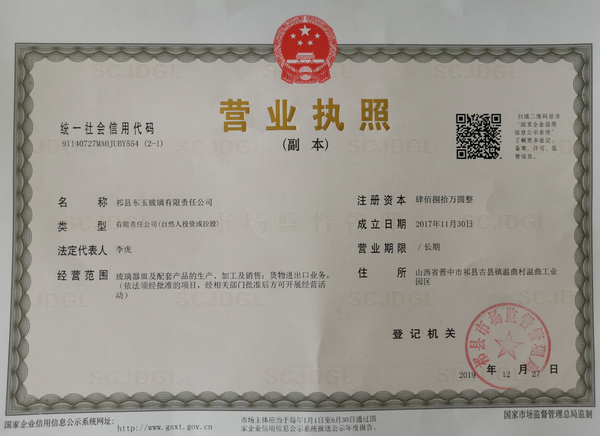 营业执照
(副 本)
统一社会信用代码
91140727MA0JUBY554 (2-1)
扫描二维码登录
“国家企业信用
信息公示系统”
了解更多登记、
备案、许可、监
管信息。
名 称 祁县东玉玻璃有限责任公司
类 型 有限责任公司(自然人投资或控股)
法定代表人 李虎
经营范围 玻璃器皿及配套产品的生产、加工及销售；货物进出口业务。
(依法须经批准的项目，经相关部门批准后方可开展经营活
动)
注册资本 肆佰捌拾万圆整
成立日期 2017年11月30日
营业期限 / 长期
住 所 山西省晋中市祁县古县镇温曲村温曲工业
园区
登记机关
祁县市场监督管理局
2019 年 12 月 27 日
国家企业信用信息公示系统网址：
http://www.gsxt.gov.cn
市场主体应当于每年1月1日至6月30日通过国
家企业信用信息公示系统报送公示年度报告。
国家市场监督管理总局监制